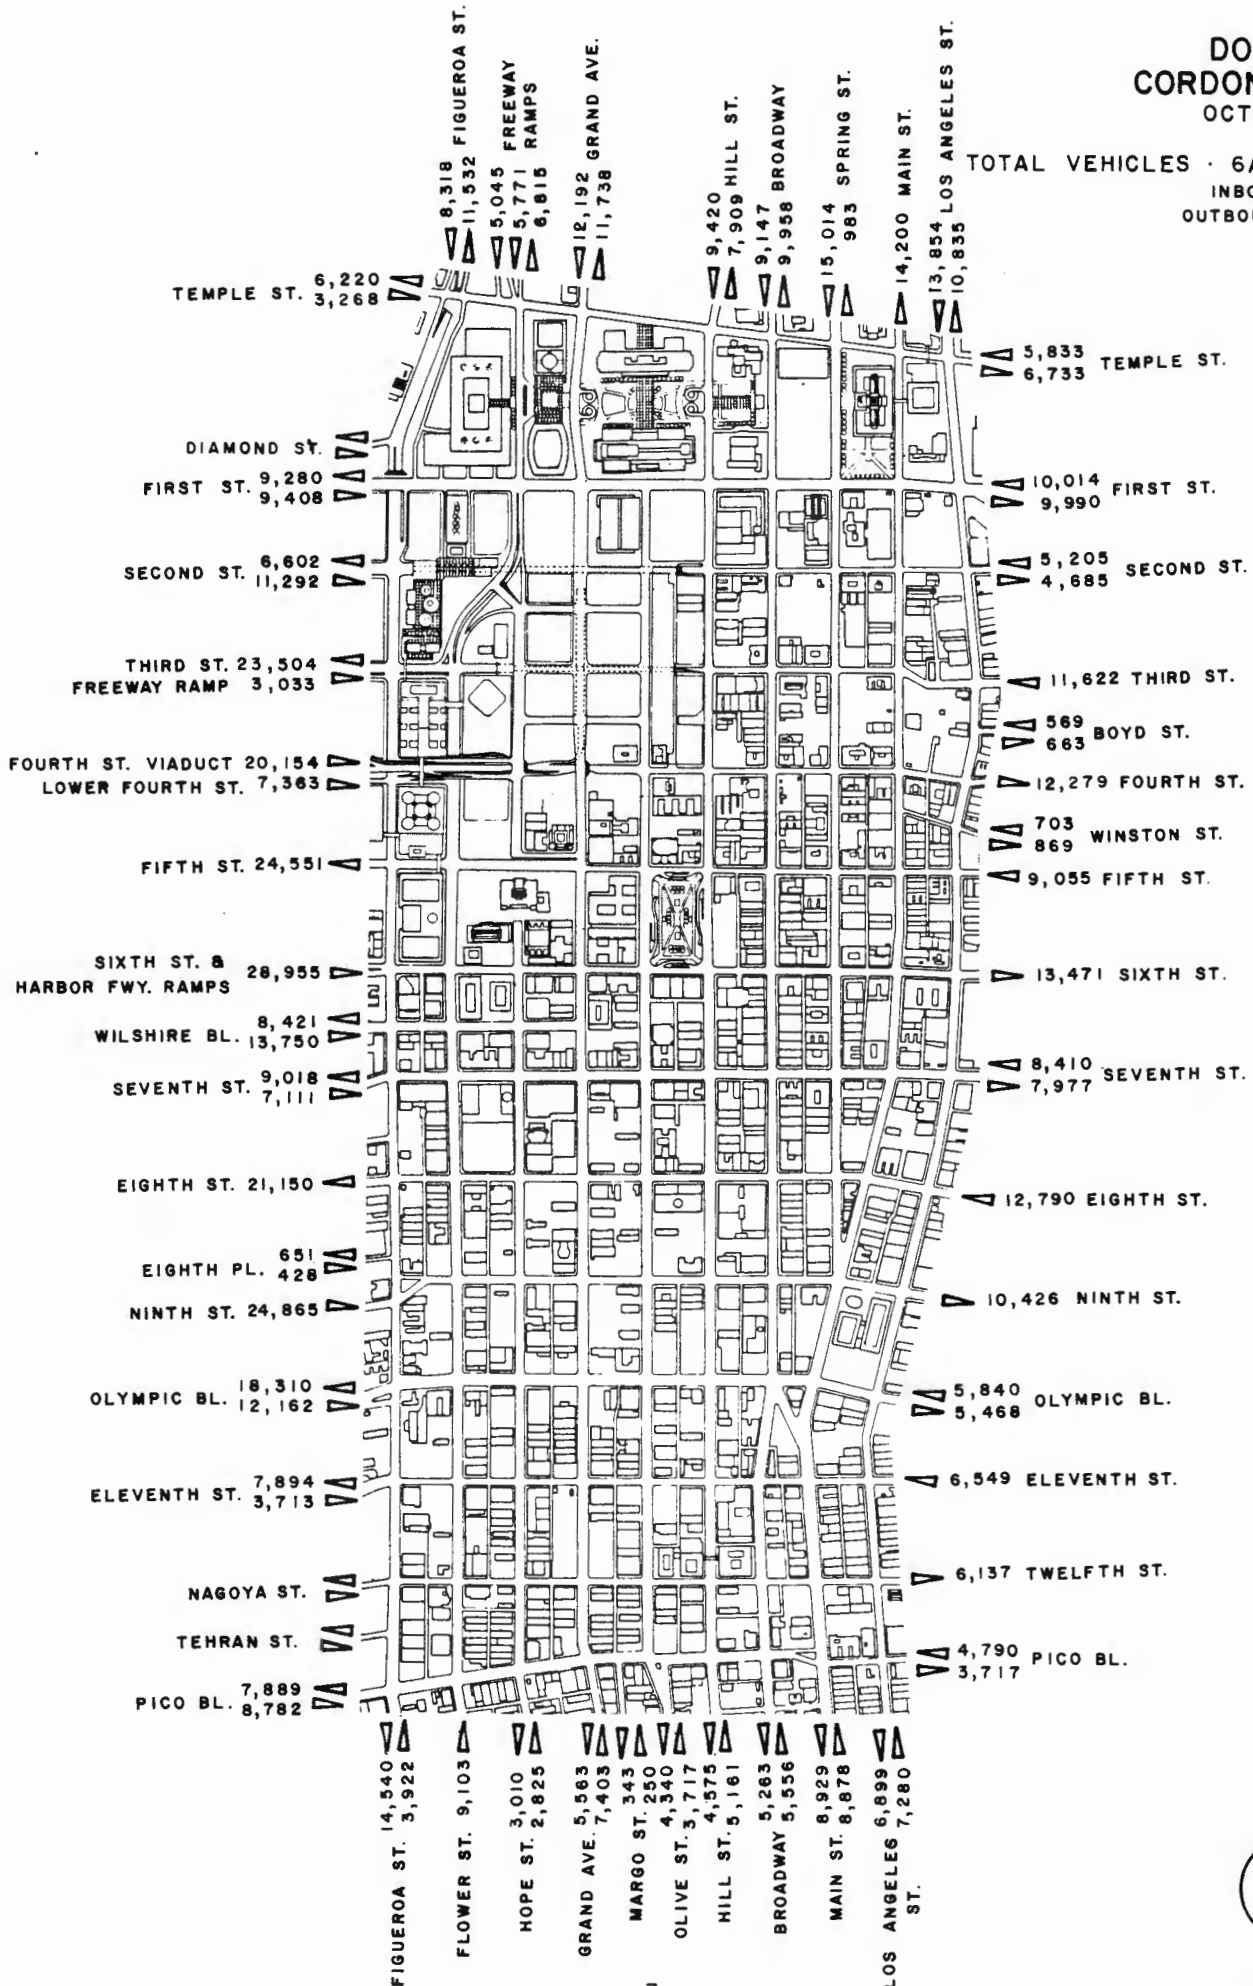 DO
CORDON
OCT
TOTAL VEHICLES · 6A
INBO
OUTBO
8,318
11,532 FIGUEROA ST.
5,045
5,771 FREEWAY
6,815 RAMPS
12,192
11,738 GRAND AVE.
9,420
7,909 HILL ST.
9,147
9,958 BROADWAY
15,014
983 SPRING ST.
14,200 MAIN ST.
13,854
10,835 LOS ANGELES ST.
TEMPLE ST. 6,220
3,268
DIAMOND ST.
FIRST ST. 9,280
9,408
SECOND ST. 6,602
11,292
THIRD ST. 23,504
FREEWAY RAMP 3,033
FOURTH ST. VIADUCT 20,154
LOWER FOURTH ST. 7,363
FIFTH ST. 24,551
SIXTH ST. &
HARBOR FWY. RAMPS 28,955
WILSHIRE BL. 8,421
13,750
SEVENTH ST. 9,018
7,111
EIGHTH ST. 21,150
EIGHTH PL. 651
428
NINTH ST. 24,865
OLYMPIC BL. 18,310
12,162
ELEVENTH ST. 7,894
3,713
NAGOYA ST.
TEHRAN ST.
PICO BL. 7,889
8,782
5,833
6,733 TEMPLE ST.
10,014
9,990 FIRST ST.
5,205
4,685 SECOND ST.
11,622 THIRD ST.
569
663 BOYD ST.
12,279 FOURTH ST.
703
869 WINSTON ST.
9,055 FIFTH ST.
13,471 SIXTH ST.
8,410
7,977 SEVENTH ST.
12,790 EIGHTH ST.
10,426 NINTH ST.
5,840
5,468 OLYMPIC BL.
6,549 ELEVENTH ST.
6,137 TWELFTH ST.
4,790
3,717 PICO BL.
FIGUEROA ST. 14,540
3,922
FLOWER ST. 9,103
HOPE ST. 3,010
2,825
GRAND AVE. 5,563
7,403
MARGO ST. 343
250
OLIVE ST. 4,340
3,717
HILL ST. 4,575
5,161
BROADWAY 5,263
5,556
MAIN ST. 8,929
8,878
LOS ANGELES 6,899
ST. 7,280